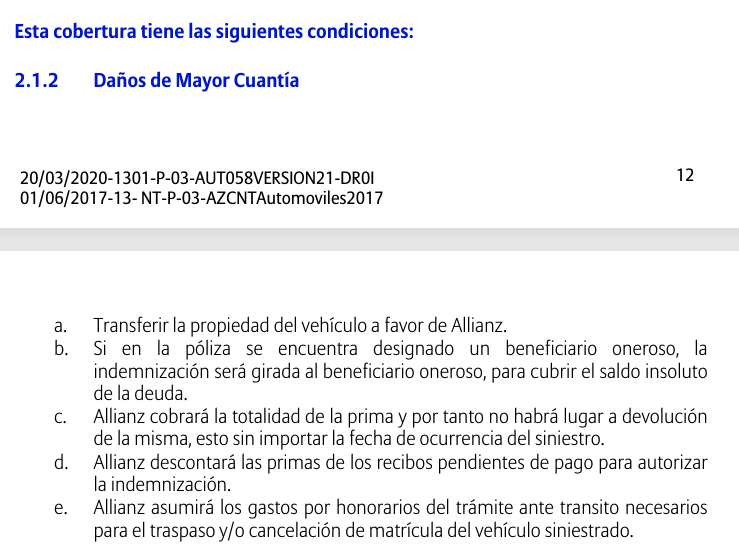 Esta cobertura tiene las siguientes condiciones:
2.1.2 Daños de Mayor Cuantía
20/03/2020-1301-P-03-AUT058VERSION21-DR0I
12
01/06/2017-13- NT-P-03-AZCNTAutomoviles2017
a. Transferir la propiedad del vehículo a favor de Allianz.
b. Si en la póliza se encuentra designado un beneficiario oneroso, la
indemnización será girada al beneficiario oneroso, para cubrir el saldo insoluto
de la deuda.
c. Allianz cobrará la totalidad de la prima y por tanto no habrá lugar a devolución
de la misma, esto sin importar la fecha de ocurrencia del siniestro.
d. Allianz descontará las primas de los recibos pendientes de pago para autorizar
la indemnización.
e. Allianz asumirá los gastos por honorarios del trámite ante transito necesarios
para el traspaso y/o cancelación de matrícula del vehículo siniestrado.